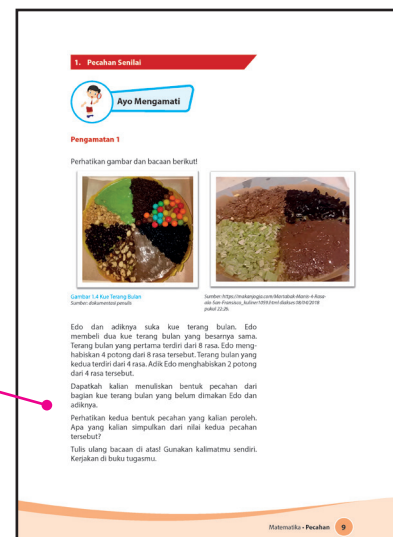 1. Pecahan Senilai
Ayo Mengamati
Pengamatan 1
Perhatikan gambar dan bacaan berikut!
Gambar 1.4 Kue Terang Bulan
Sumber: dokumentasi penulis
Sumber: https://makanjogja.com/Martabak-Manis-4-Rasa-
ala-San-Fransisco_kuliner1959.html diakses 08/04/2018
pukul 22.26.
Edo dan adiknya suka kue terang bulan. Edo
membeli dua kue terang bulan yang besarnya sama.
Terang bulan yang pertama terdiri dari 8 rasa. Edo meng-
habiskan 4 potong dari 8 rasa tersebut. Terang bulan yang
kedua terdiri dari 4 rasa. Adik Edo menghabiskan 2 potong
dari 4 rasa tersebut.
Dapatkah kalian menuliskan bentuk pecahan dari
bagian kue terang bulan yang belum dimakan Edo dan
adiknya.
Perhatikan kedua bentuk pecahan yang kalian peroleh.
Apa yang kalian simpulkan dari nilai kedua pecahan
tersebut?
Tulis ulang bacaan di atas! Gunakan kalimatmu sendiri.
Kerjakan di buku tugasmu.
Matematika • Pecahan 9